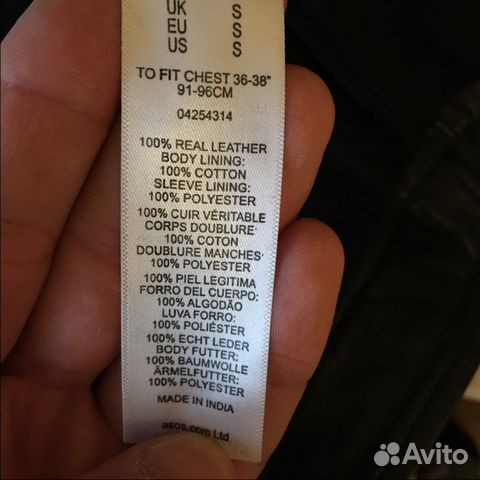 UK S
EU S
US S
TO FIT CHEST 36-38"
91-96CM
04254314
100% REAL LEATHER
BODY LINING:
100% COTTON
SLEEVE LINING:
100% POLYESTER
100% CUIR VÉRITABLE
CORPS DOUBLURE:
100% COTON
DOUBLURE MANCHES:
100% POLYESTER
100% PIEL LEGITIMA
FORRO DEL CUERPO:
100% ALGODÃO
LUVA FORRO:
100% POLIÉSTER
100% ECHT LEDER
BODY FUTTER:
100% BAUMWOLLE
ÄRMELFUTTER:
100% POLYESTER
MADE IN INDIA
asos.com Ltd
Avito